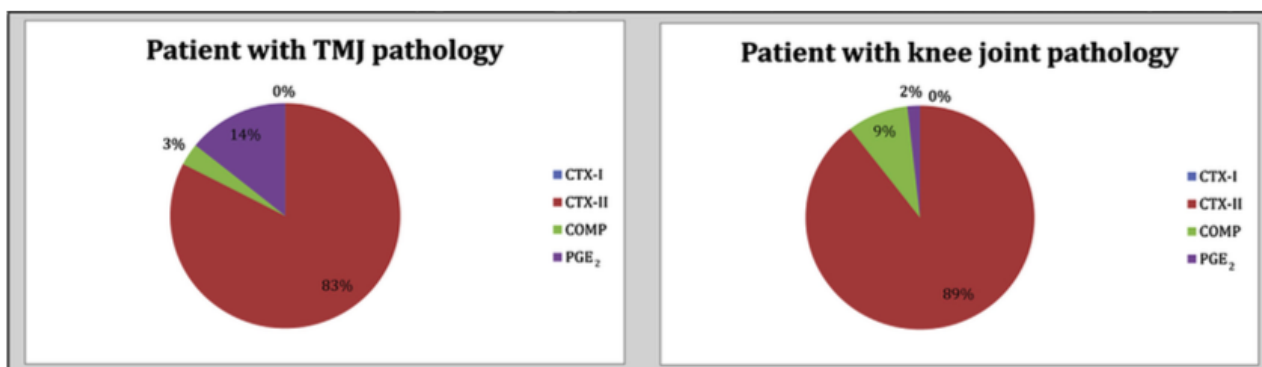 Patient with TMJ pathology
0%
14%
3%
83%
CTX-I
CTX-II
COMP
PGE₂
Patient with knee joint pathology
2%
0%
9%
89%
CTX-I
CTX-II
COMP
PGE₂